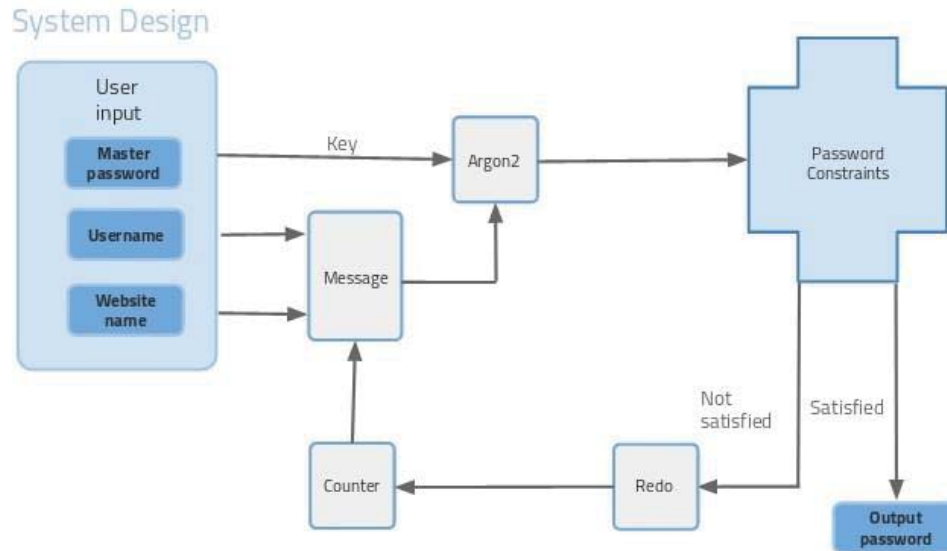 System Design
User
input
Master
password
Username
Website
name
Key
Message
Argon2
Password
Constraints
Not
satisfied
Satisfied
Counter
Redo
Output
password